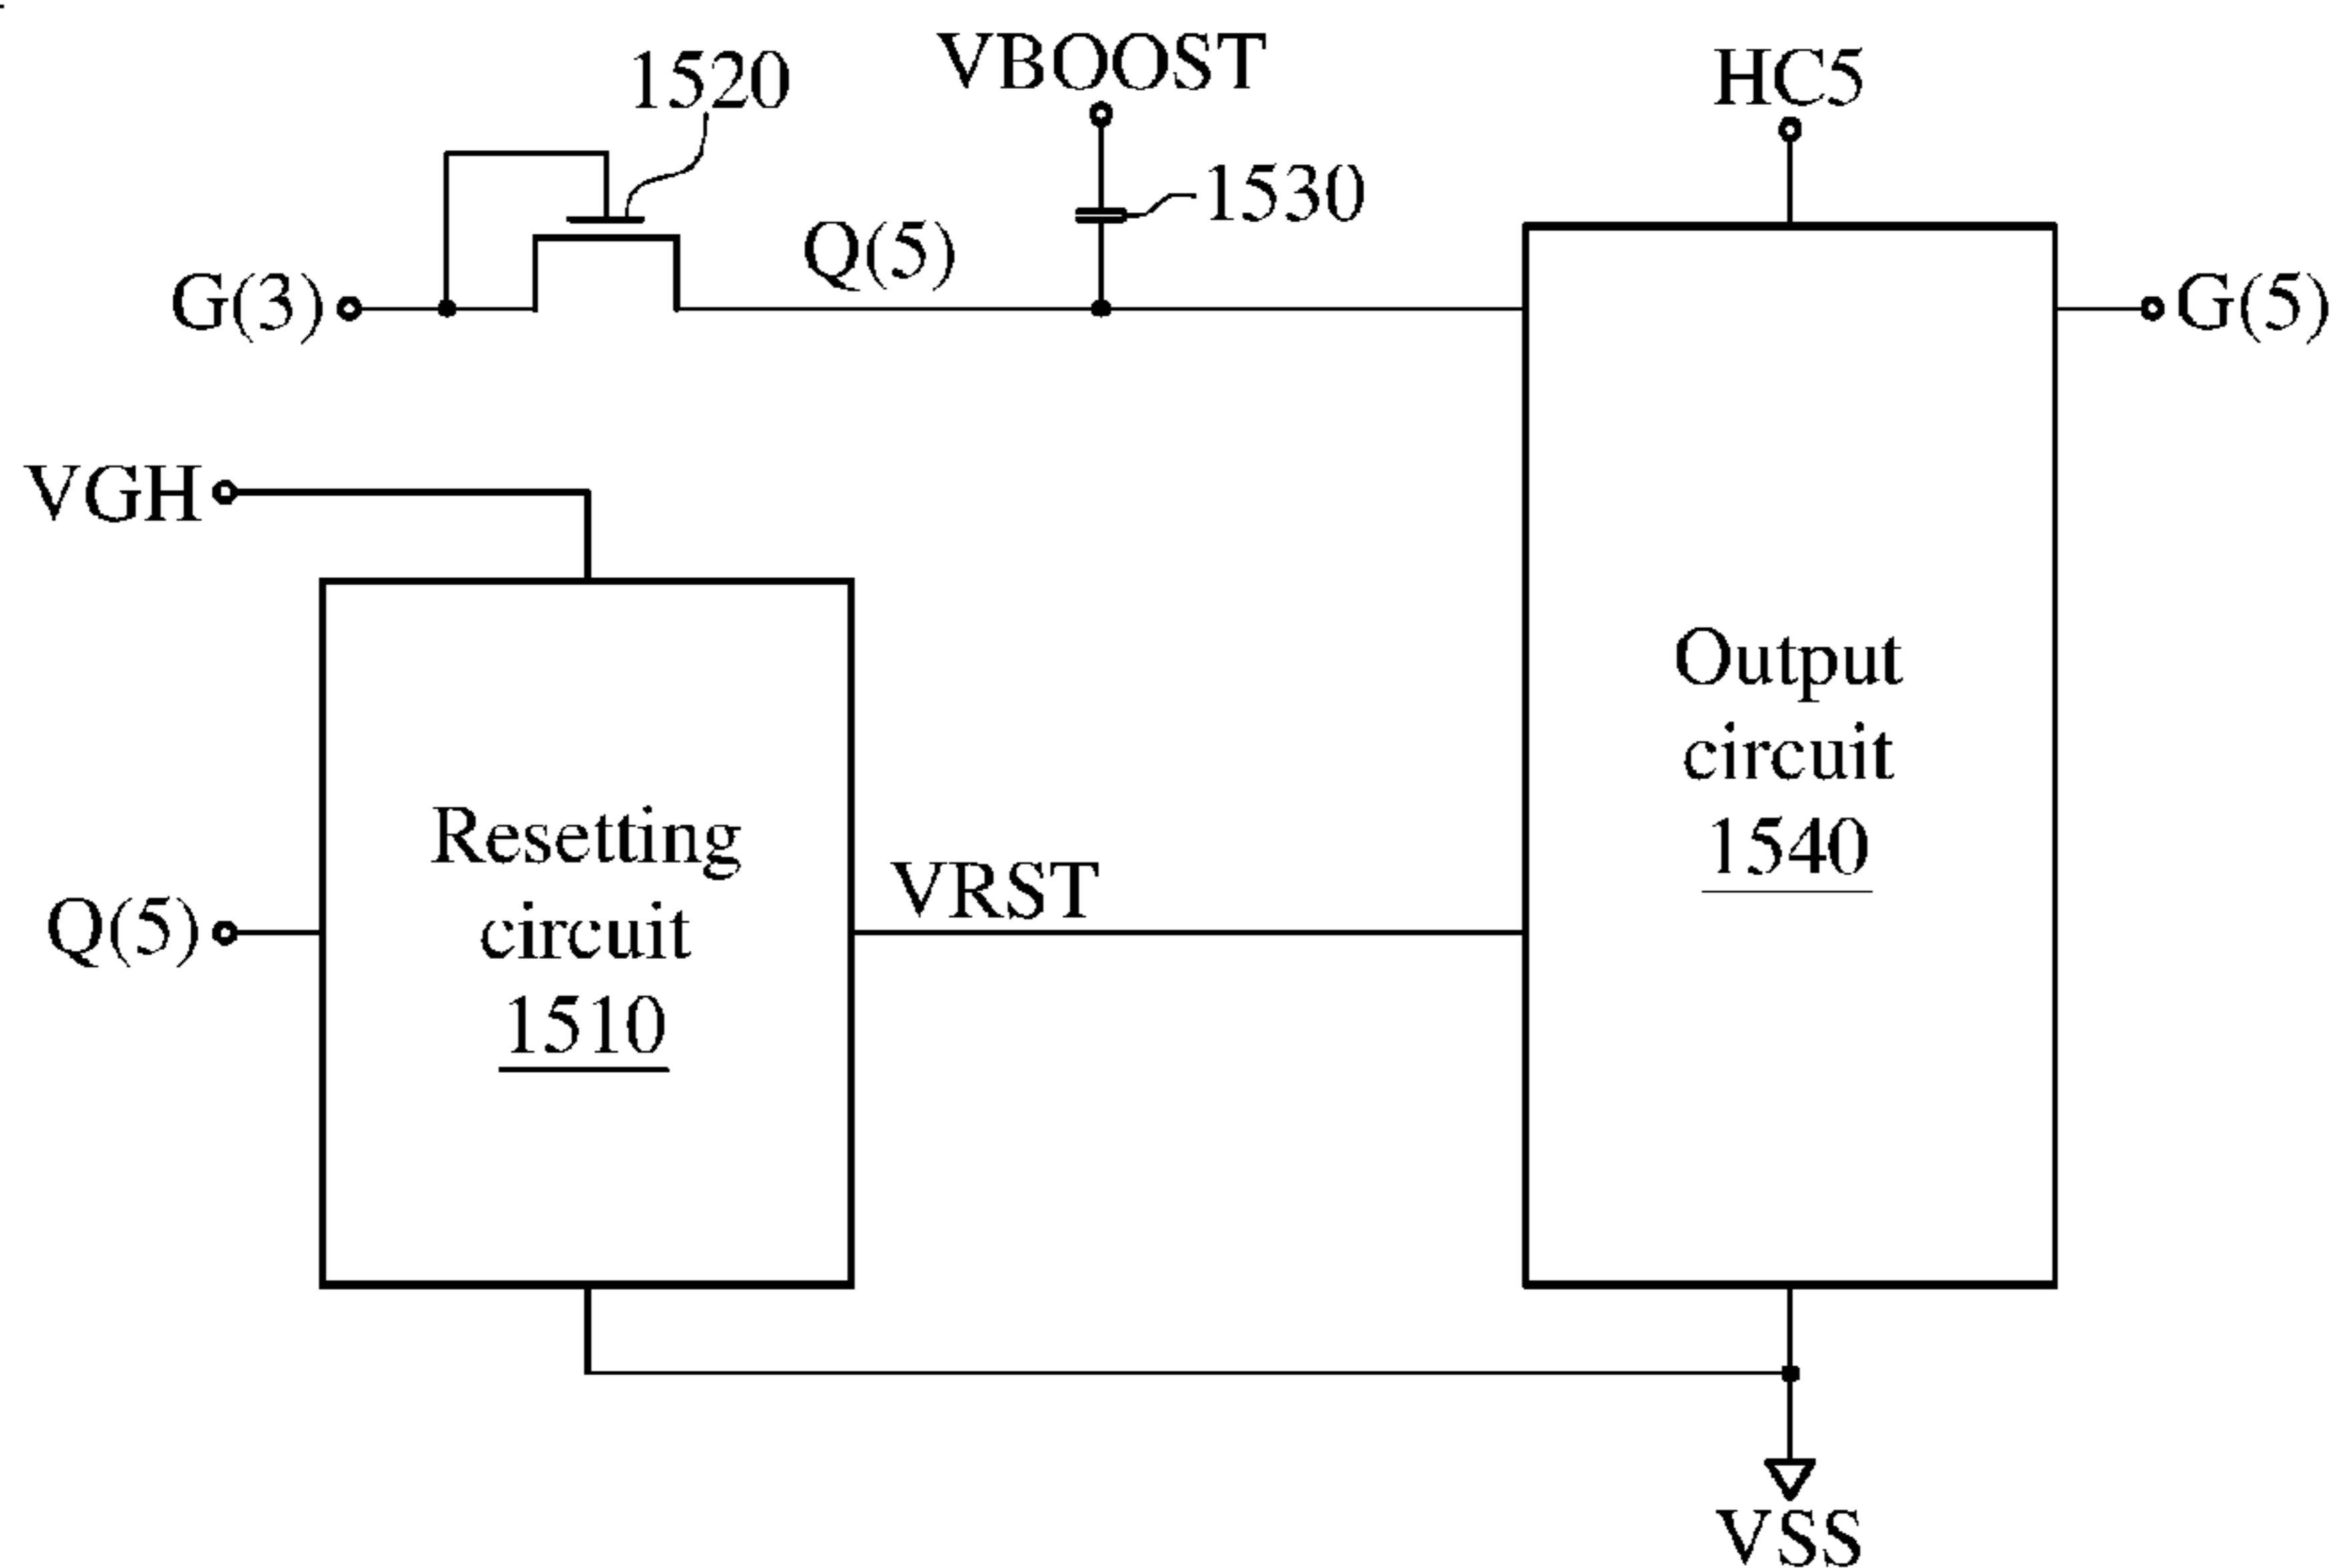 1520
VBOOST
HC5
1530
Q(5)
G(3)
G(5)
VGH
Output
circuit
1540
Resetting
circuit
1510
Q(5)
VRST
VSS